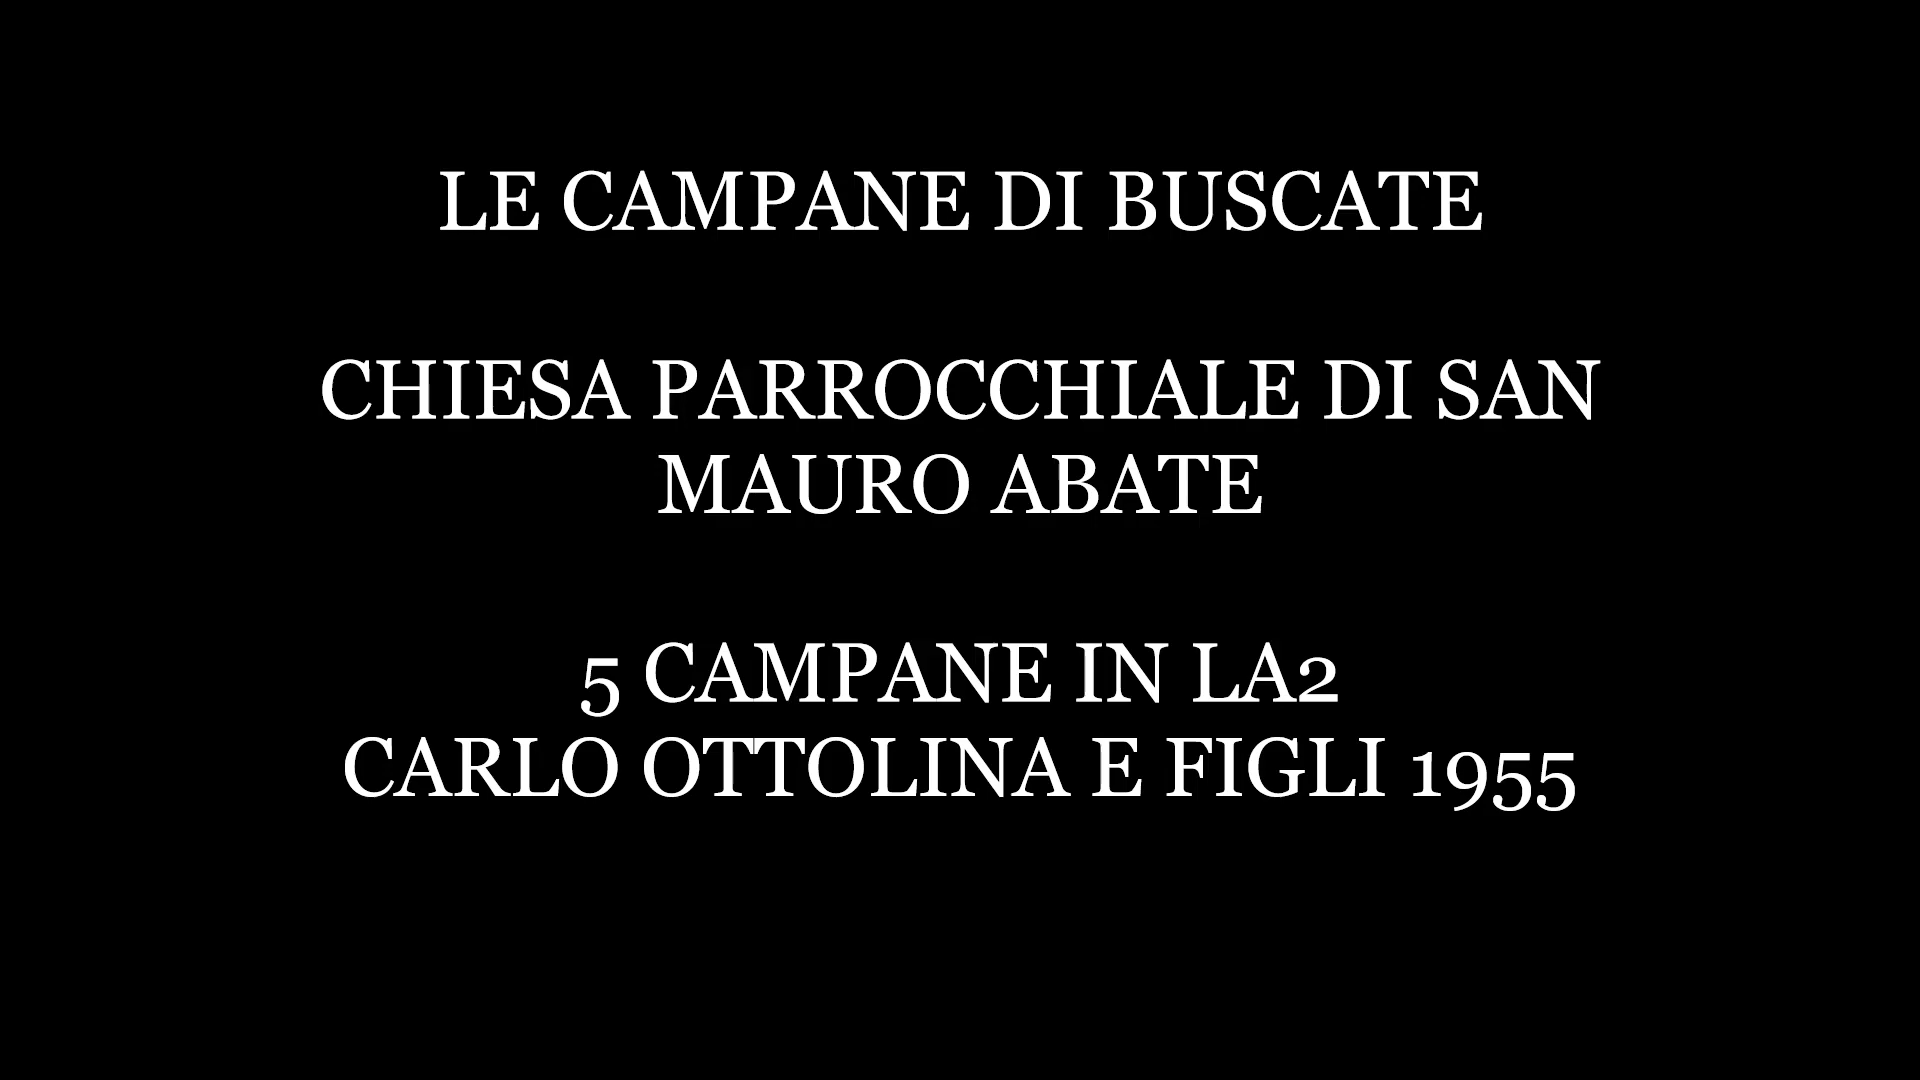 LE CAMPANE DI BUSCATE
CHIESA PARROCCHIALE DI SAN
MAURO ABATE
5 CAMPANE IN LA2
CARLO OTTOLINA E FIGLI 1955